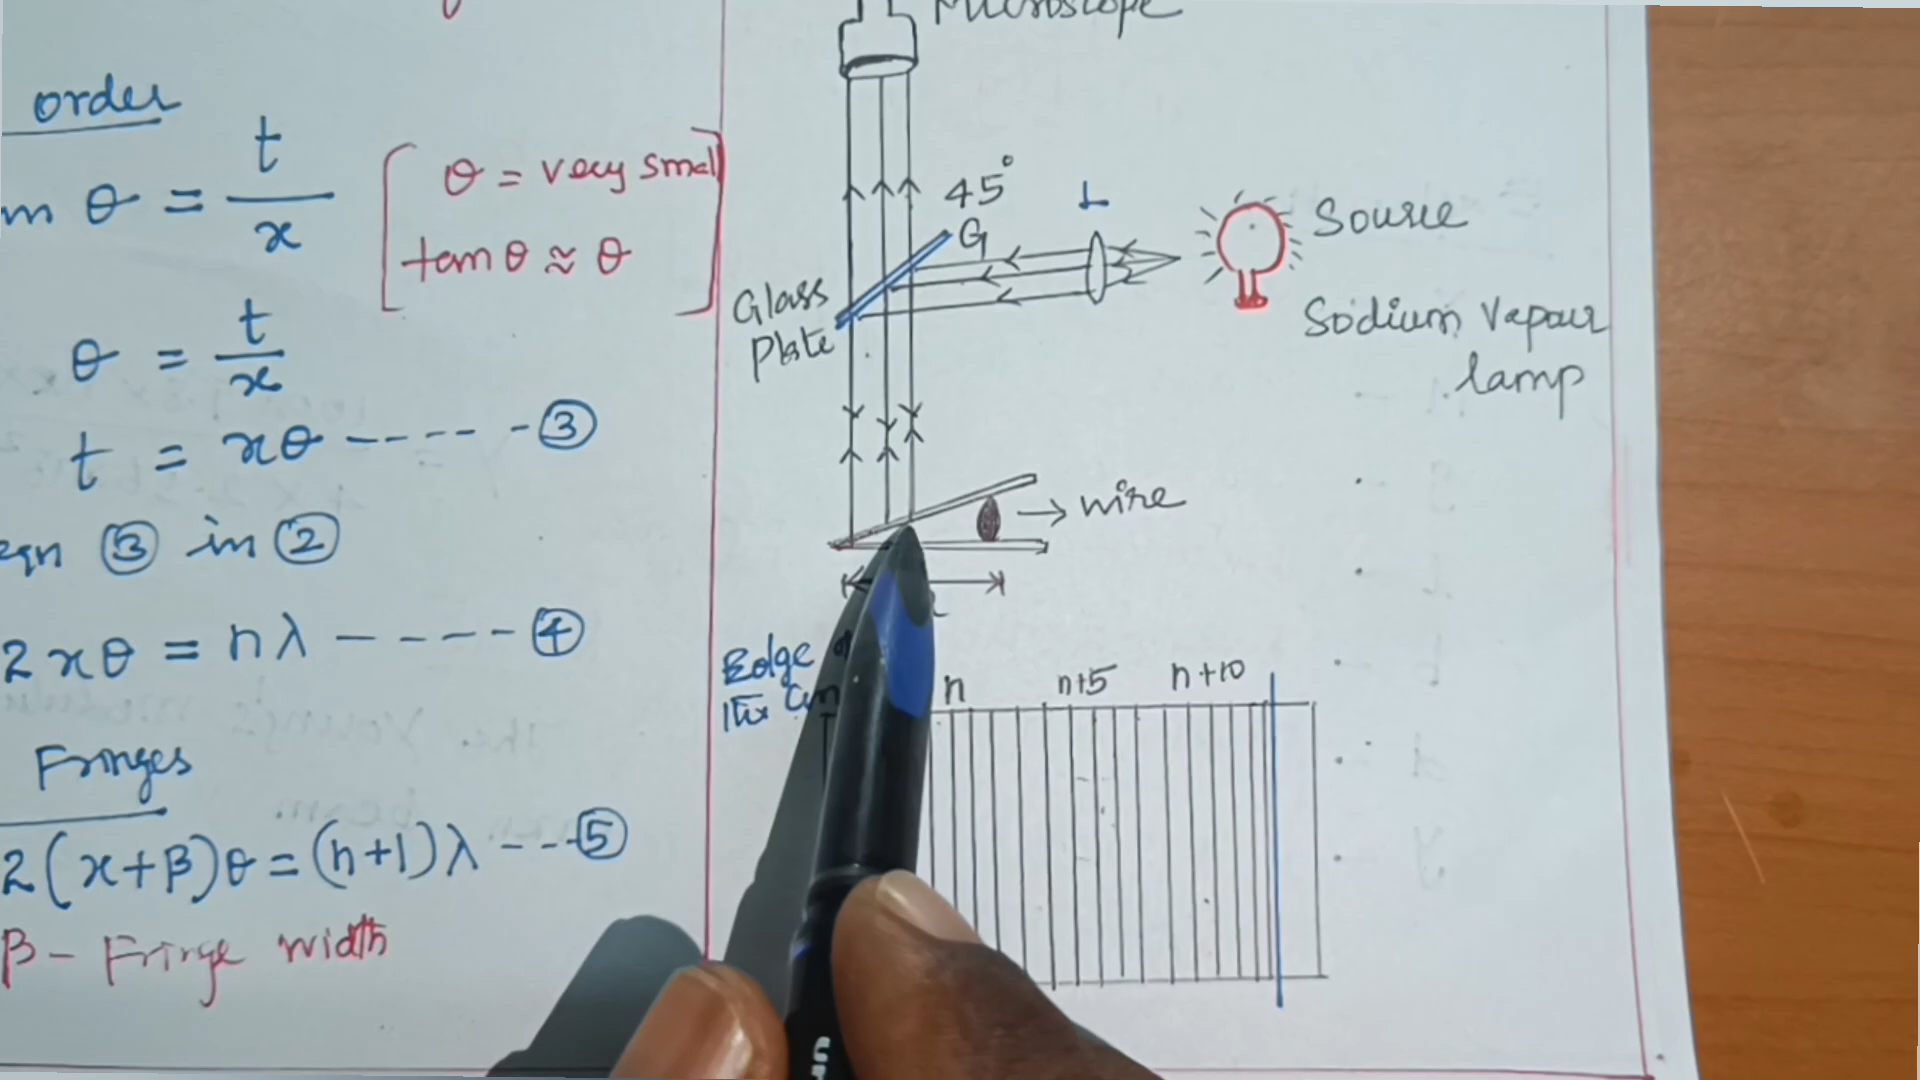 order
θ = t/x
[ θ = very small
tan θ ≈ θ ]
θ = t/x
t = xθ ------ ③
eqn ③ in ②
2xθ = nλ ----- ④
Fringes
2(x+β)θ = (n+1)λ --- ⑤
β - Fringe width
Microscope
45°
G
L
Source
Glass
Plate
Sodium Vapour
lamp
→ wire
Edge
n
n+5
n+10